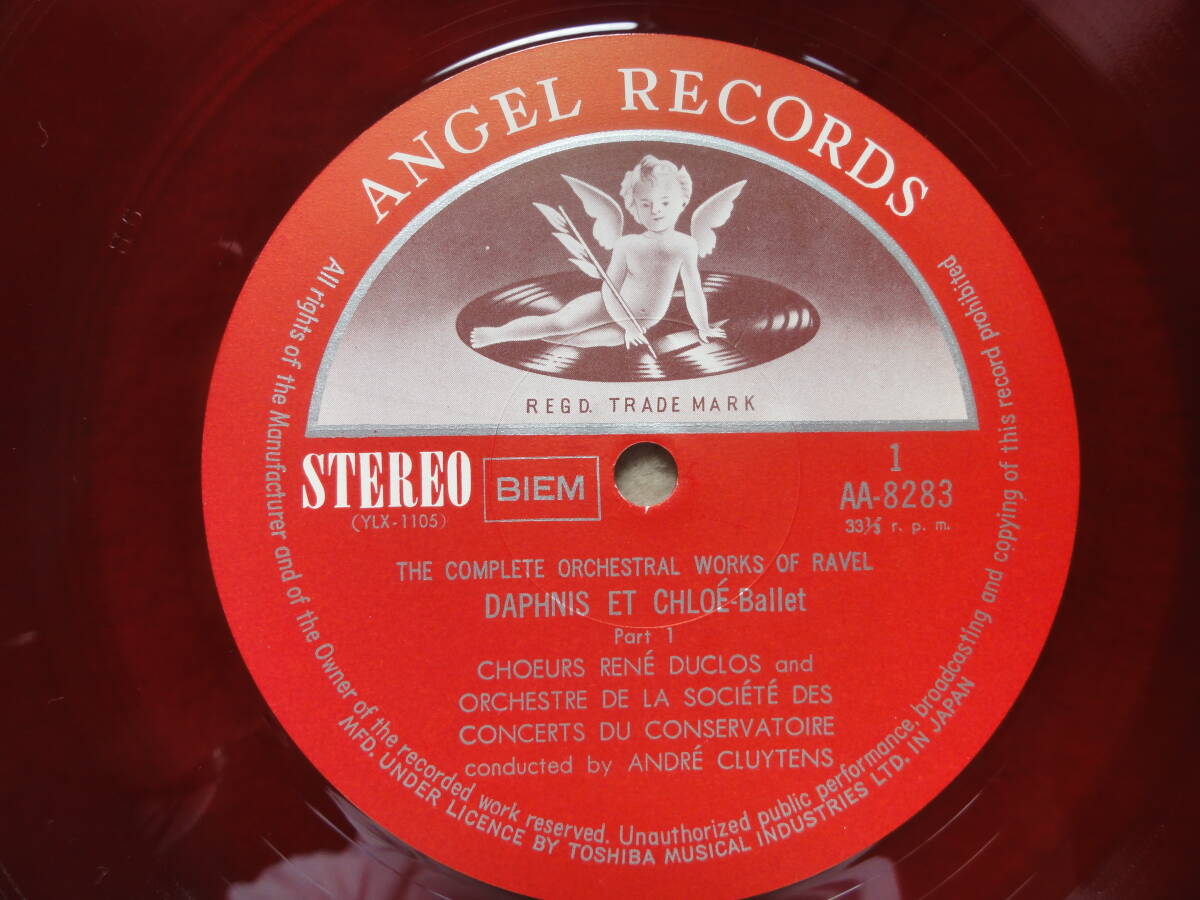 ANGEL RECORDS
REGD. TRADE MARK
STEREO
(YLX-1105)
BIEM
1
AA-8283
33⅓ r. p. m.
THE COMPLETE ORCHESTRAL WORKS OF RAVEL
DAPHNIS ET CHLOÉ-Ballet
Part 1
CHOEURS RENÉ DUCLOS and
ORCHESTRE DE LA SOCIÉTÉ DES
CONCERTS DU CONSERVATOIRE
conducted by ANDRÉ CLUYTENS
All rights of the Manufacturer and of the Owner of the recorded work reserved. Unauthorized public performance, broadcasting and copying of this record prohibited
MFD. UNDER LICENCE BY TOSHIBA MUSICAL INDUSTRIES LTD. IN JAPAN